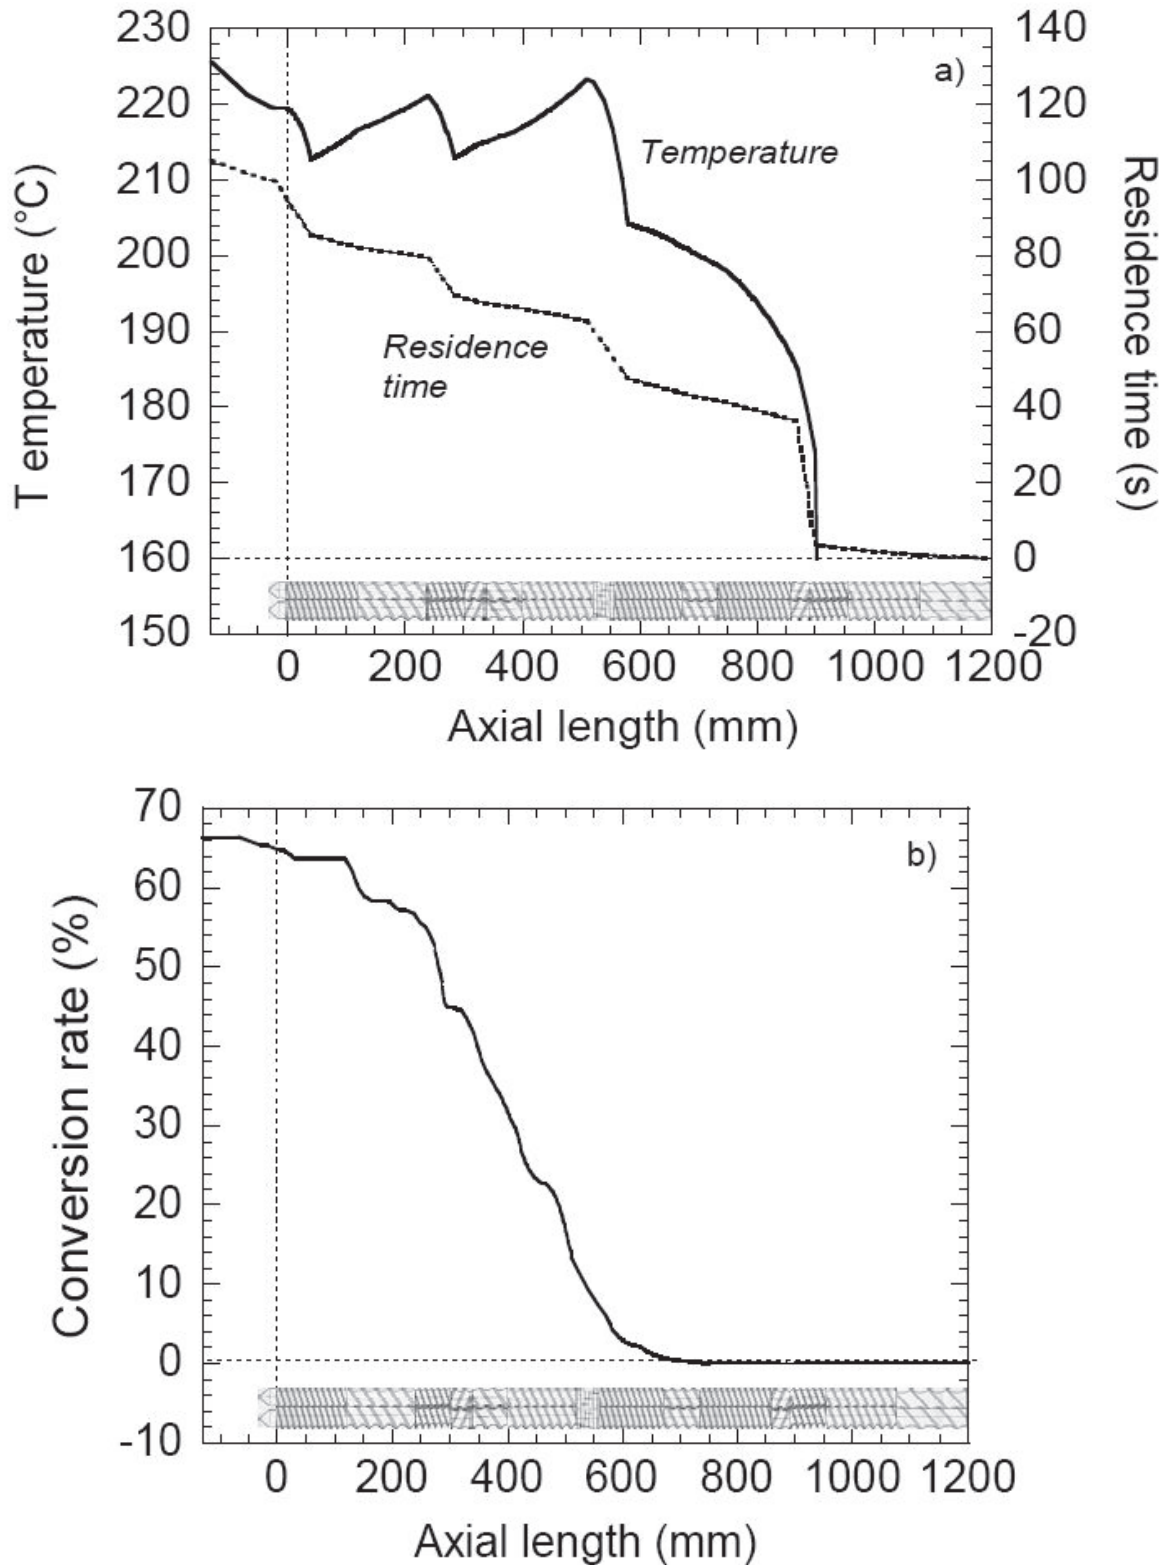 230
220
210
200
190
180
170
160
150
140
120
100
80
60
40
20
0
-20
a)
Temperature
Residence
time
T emperature (°C)
Residence time (s)
0 200 400 600 800 1000 1200
Axial length (mm)
70
60
50
40
30
20
10
0
-10
b)
Conversion rate (%)
0 200 400 600 800 1000 1200
Axial length (mm)